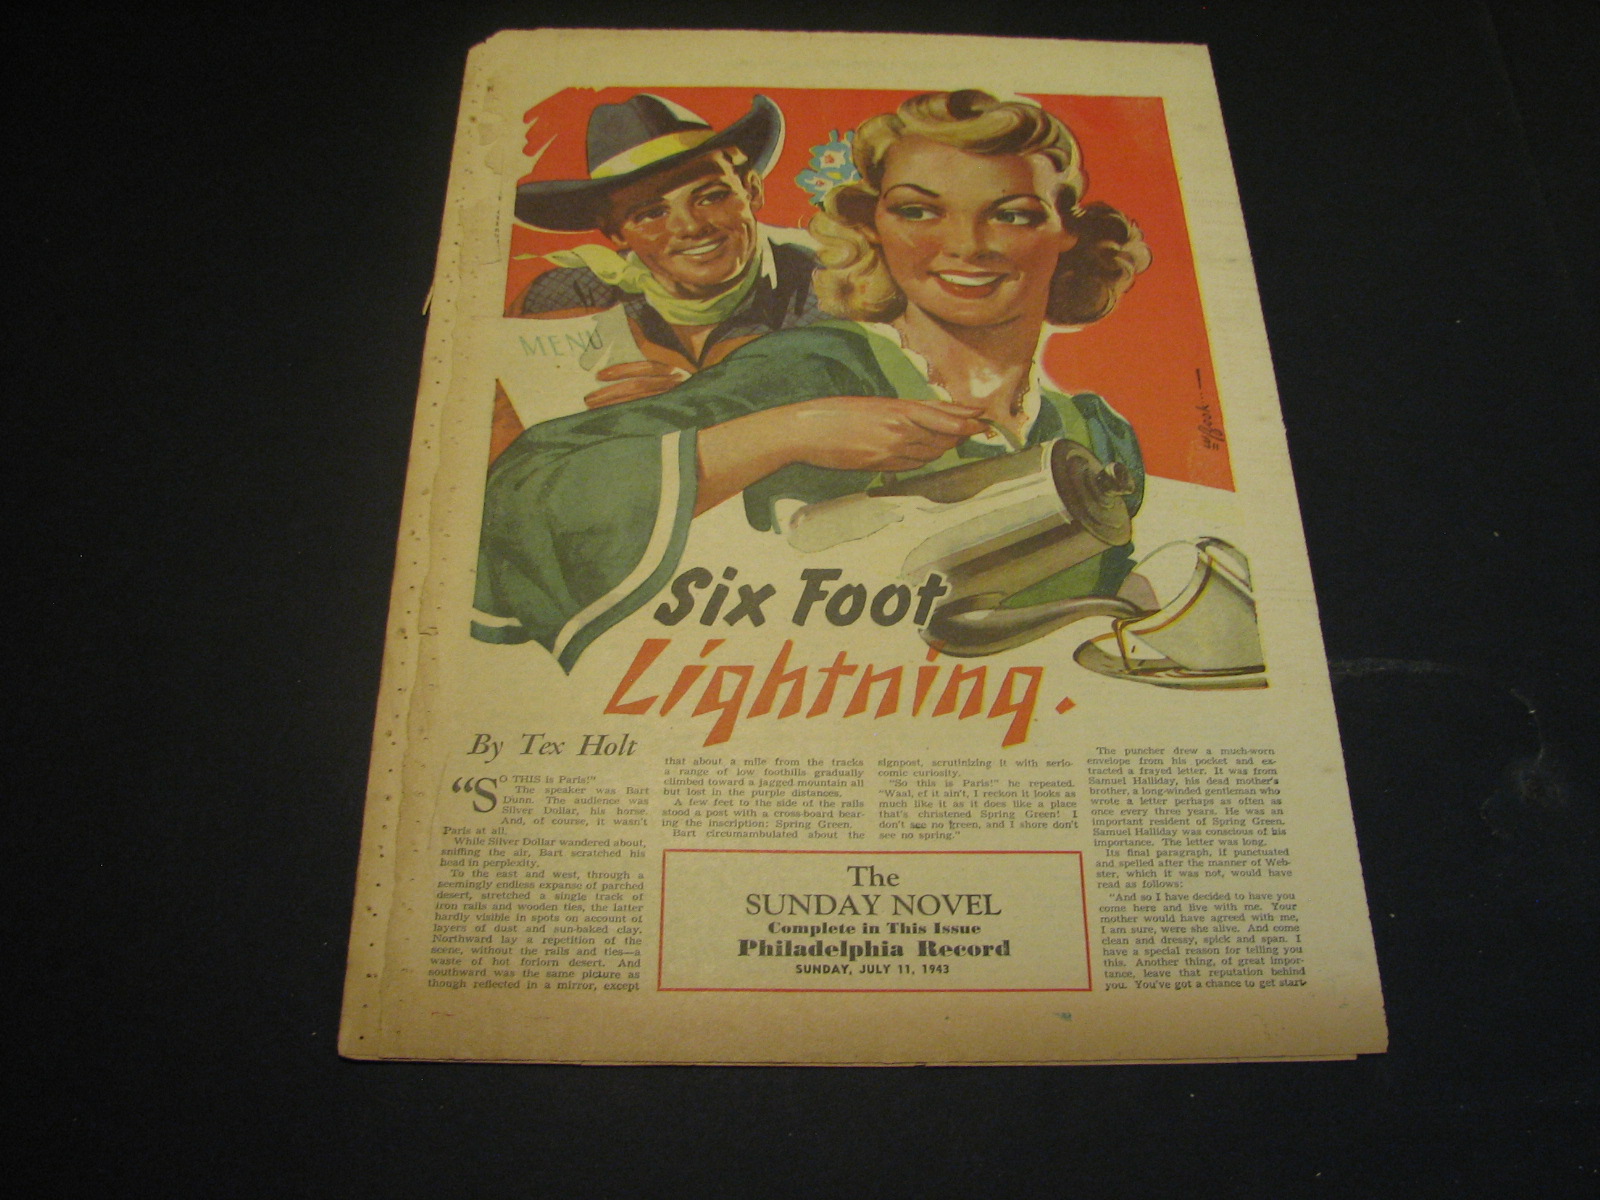 MENU
Six Foot
Lightning.
By Tex Holt
"SO THIS is Paris!"
The speaker was Bart
Dunn. The audience was
Silver Dollar, his horse.
And, of course, it wasn't
Paris at all.
While Silver Dollar wandered about,
sniffing the air, Bart scratched his
head in perplexity.
To the east and west, through a
seemingly endless expanse of parched
desert, stretched a single track of
iron rails and wooden ties, the latter
hardly visible in spots on account of
layers of dust and sun-baked clay.
Northward lay a repetition of the
scene, without the rails and ties—a
waste of hot forlorn desert. And
southward was the same picture as
though reflected in a mirror, except
that about a mile from the tracks
a range of low foothills gradually
climbed toward a jagged mountain all
but lost in the purple distances.
A few feet to the side of the rails
stood a post with a cross-board bear-
ing the inscription: Spring Green.
Bart circumambulated about the
signpost, scrutinizing it with serio-
comic curiosity.
"So this is Paris!" he repeated.
"Waal, ef it ain't, I reckon it looks as
much like it as it does like a place
that's christened Spring Green! I
don't see no green, and I shore don't
see no spring."
The puncher drew a much-worn
envelope from his pocket and ex-
tracted a frayed letter. It was from
Samuel Halliday, his dead mother's
brother, a long-winded gentleman who
wrote a letter perhaps as often as
once every three years. He was an
important resident of Spring Green.
Samuel Halliday was conscious of his
importance. The letter was long.
Its final paragraph, if punctuated
and spelled after the manner of Web-
ster, which it was not, would have
read as follows:
"And so I have decided to have you
come here and live with me. Your
mother would have agreed with me,
I am sure, were she alive. And come
clean and dressy, spick and span. I
have a special reason for telling you
this. Another thing, of great impor-
tance, leave that reputation behind
you. You've got a chance to get start-
The
SUNDAY NOVEL
Complete in This Issue
Philadelphia Record
SUNDAY, JULY 11, 1943